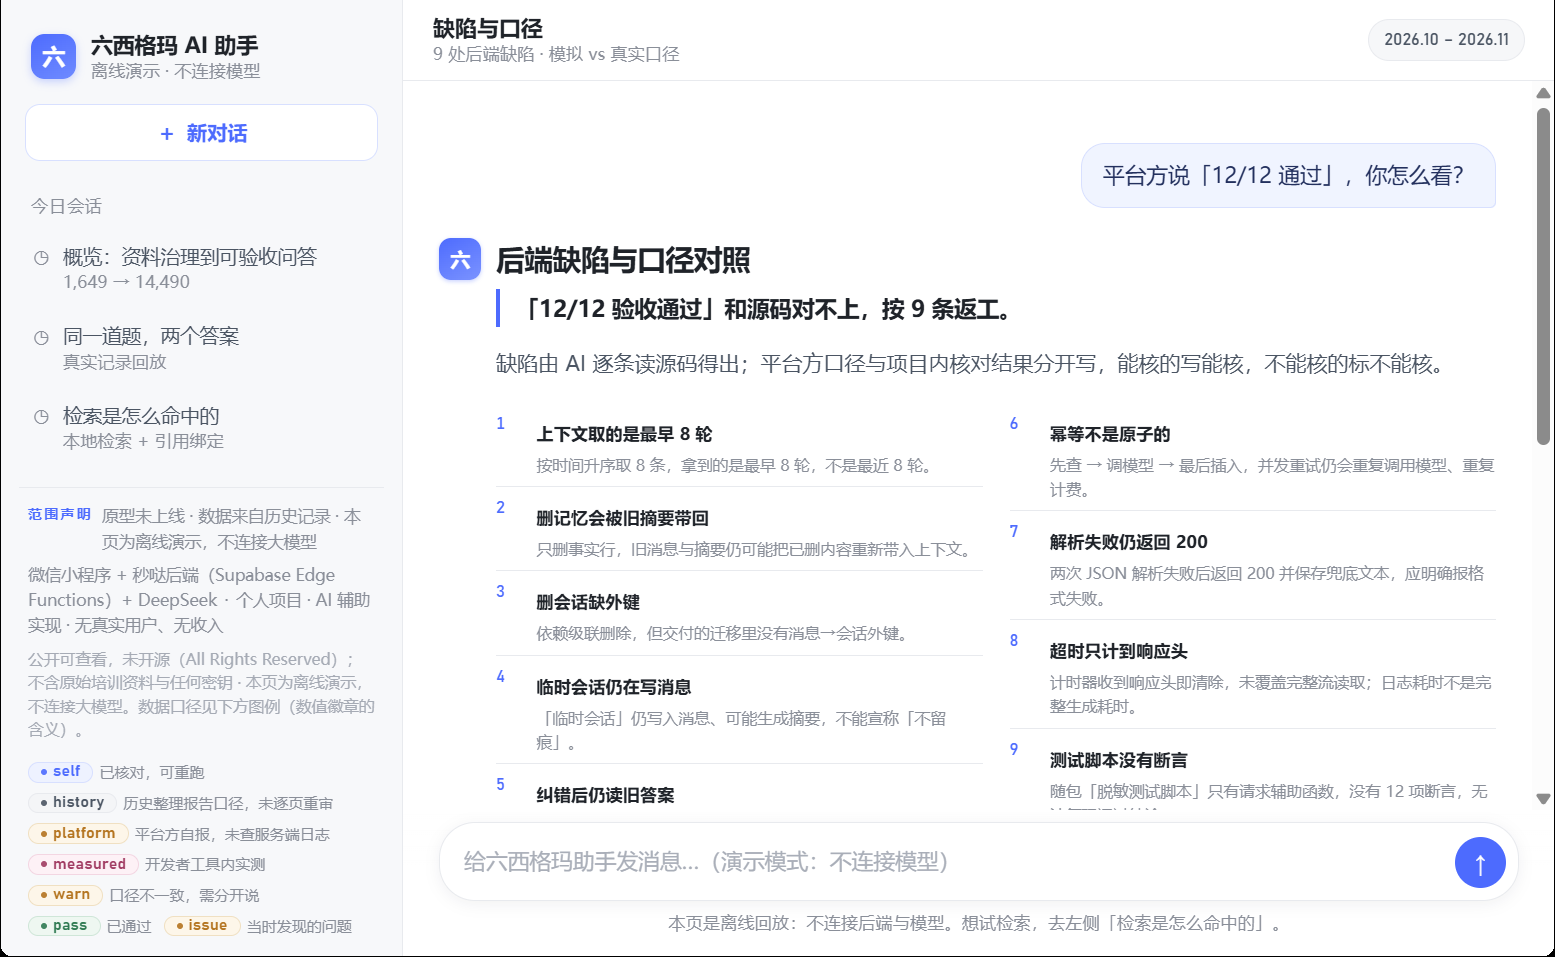 六
六西格玛 AI 助手
离线演示 · 不连接模型
+ 新对话
今日会话
概览：资料治理到可验收问答
1,649 → 14,490
同一道题，两个答案
真实记录回放
检索是怎么命中的
本地检索 + 引用绑定
范围声明 原型未上线 · 数据来自历史记录 · 本
页为离线演示，不连接大模型
微信小程序 + 秒哒后端（Supabase Edge
Functions）+ DeepSeek · 个人项目 · AI 辅助
实现 · 无真实用户、无收入
公开可查看，未开源（All Rights Reserved）；
不含原始培训资料与任何密钥 · 本页为离线演示，
不连接大模型。数据口径见下方图例（数值徽章的
含义）。
self 已核对，可重跑
history 历史整理报告口径，未逐页重审
platform 平台方自报，未查服务端日志
measured 开发者工具内实测
warn 口径不一致，需分开说
pass 已通过 issue 当时发现的问题
缺陷与口径
9 处后端缺陷 · 模拟 vs 真实口径
2026.10 – 2026.11
平台方说「12/12 通过」，你怎么看？
六
后端缺陷与口径对照
「12/12 验收通过」和源码对不上，按 9 条返工。
缺陷由 AI 逐条读源码得出；平台方口径与项目内核对结果分开写，能核的写能核，不能核的标不能核。
1
上下文取的是最早 8 轮
按时间升序取 8 条，拿到的是最早 8 轮，不是最近 8 轮。
2
删记忆会被旧摘要带回
只删事实行，旧消息与摘要仍可能把已删内容重新带入上下文。
3
删会话缺外键
依赖级联删除，但交付的迁移里没有消息→会话外键。
4
临时会话仍在写消息
「临时会话」仍写入消息、可能生成摘要，不能宣称「不留
痕」。
5
纠错后仍读旧答案
6
幂等不是原子的
先查 → 调模型 → 最后插入，并发重试仍会重复调用模型、重复
计费。
7
解析失败仍返回 200
两次 JSON 解析失败后返回 200 并保存兜底文本，应明确报格
式失败。
8
超时只计到响应头
计时器收到响应头即清除，未覆盖完整流读取；日志耗时不是完
整生成耗时。
9
测试脚本没有断言
随包「脱敏测试脚本」只有请求辅助函数，没有 12 项断言，无
给六西格玛助手发消息...（演示模式：不连接模型）
↑
本页是离线回放：不连接后端与模型。想试检索，去左侧「检索是怎么命中的」。